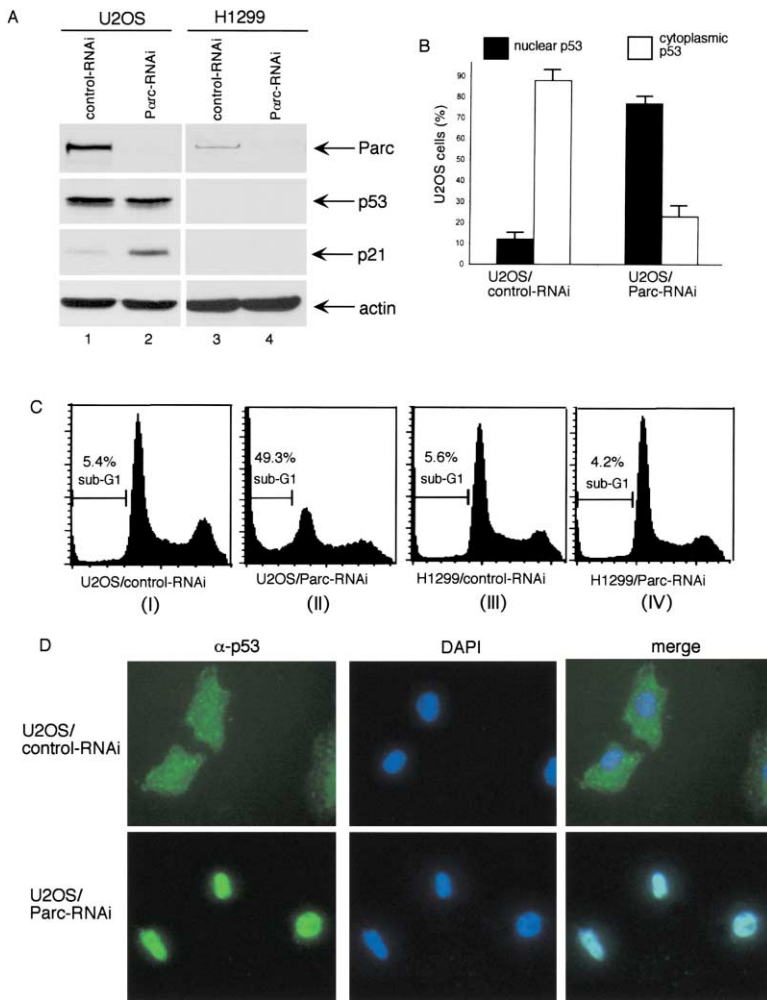 A
U2OS H1299
control-RNAi
Parc-RNAi
control-RNAi
Parc-RNAi
Parc
p53
p21
actin
1 2 3 4
B
nuclear p53
cytoplasmic
p53
U2OS cells (%)
90
80
70
60
50
40
30
20
10
U2OS/
control-RNAi
U2OS/
Parc-RNAi
C
5.4%
sub-G1
U2OS/control-RNAi
(I)
49.3%
sub-G1
U2OS/Parc-RNAi
(II)
5.6%
sub-G1
H1299/control-RNAi
(III)
4.2%
sub-G1
H1299/Parc-RNAi
(IV)
D
α-p53 DAPI merge
U2OS/
control-RNAi
U2OS/
Parc-RNAi